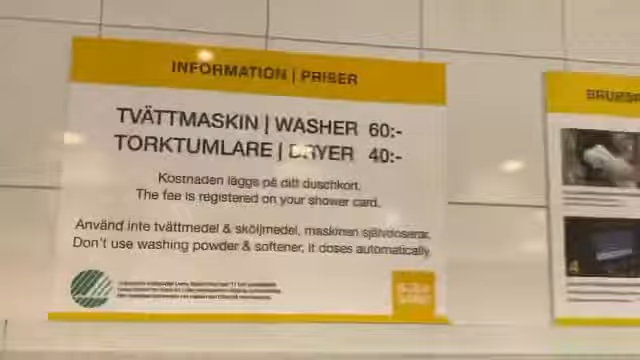 INFORMATION | PRISER
TVÄTTMASKIN | WASHER 60:-
TORKTUMLARE | DRYER 40:-
Kostnaden läggs på ditt duschkort.
The fee is registered on your shower card.
Använd inte tvättmedel & sköljmedel, maskinen självdoserar.
Don't use washing powder & softener, it doses automatically
4